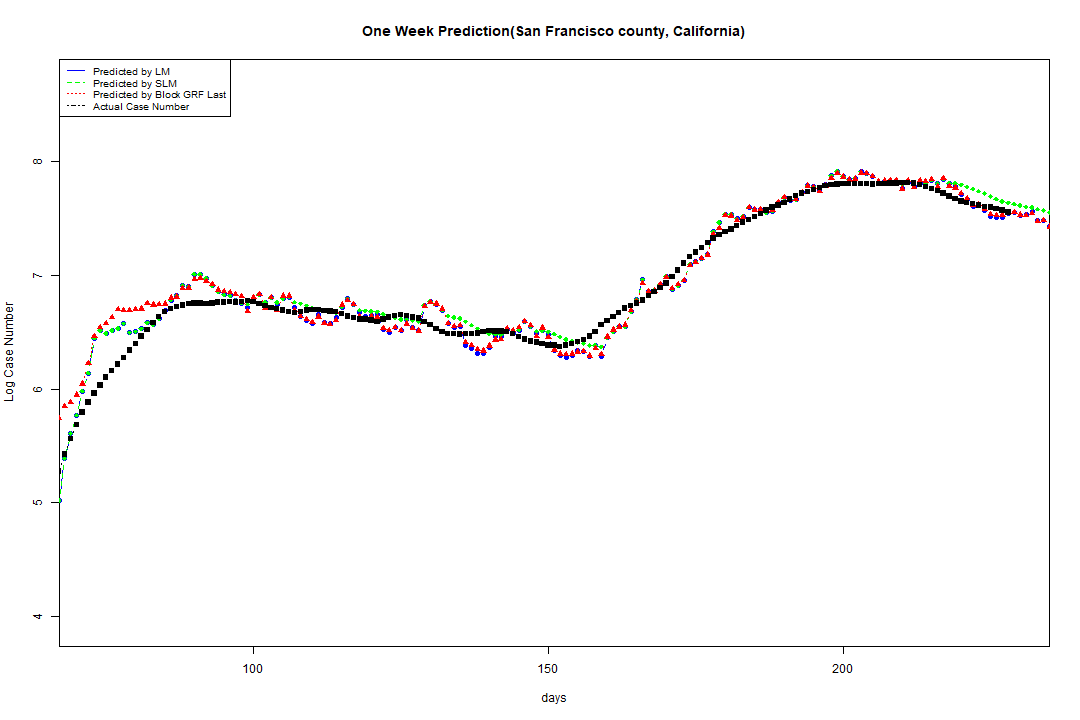 One Week Prediction(San Francisco county, California)
Predicted by LM
Predicted by SLM
Predicted by Block GRF Last
Actual Case Number
8
7
6
5
4
Log Case Number
100
150
200
days